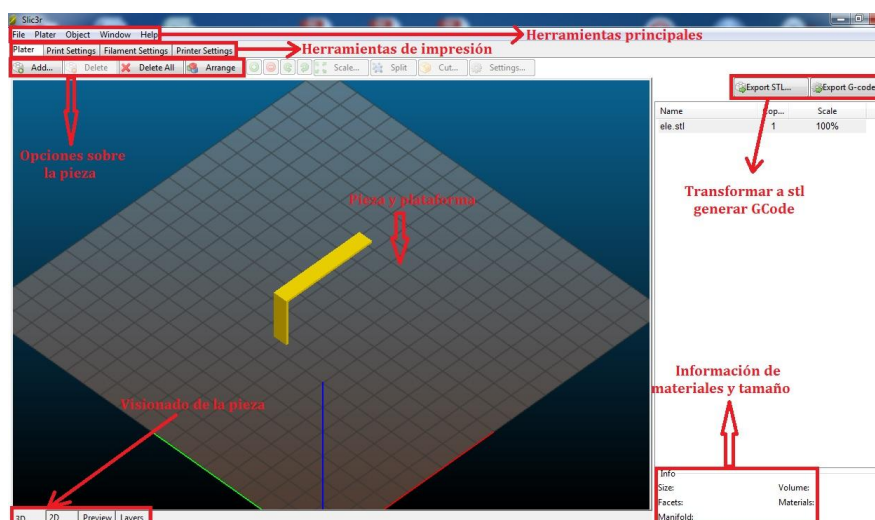 Slic3r
File Plater Object Window Help
Herramientas principales
Plater Print Settings Filament Settings Printer Settings
Herramientas de impresión
Add... Delete Delete All Arrange Scale... Split Cut... Settings...
Export STL... Export G-code
Name Cop... Scale
ele.stl 1 100%
Opciones sobre
la pieza
Pieza y plataforma
Transformar a stl
generar GCode
Información de
materiales y tamaño
Visionado de la pieza
Info
Size: Volume:
Facets: Materials:
Manifold:
3D 2D Preview Layers